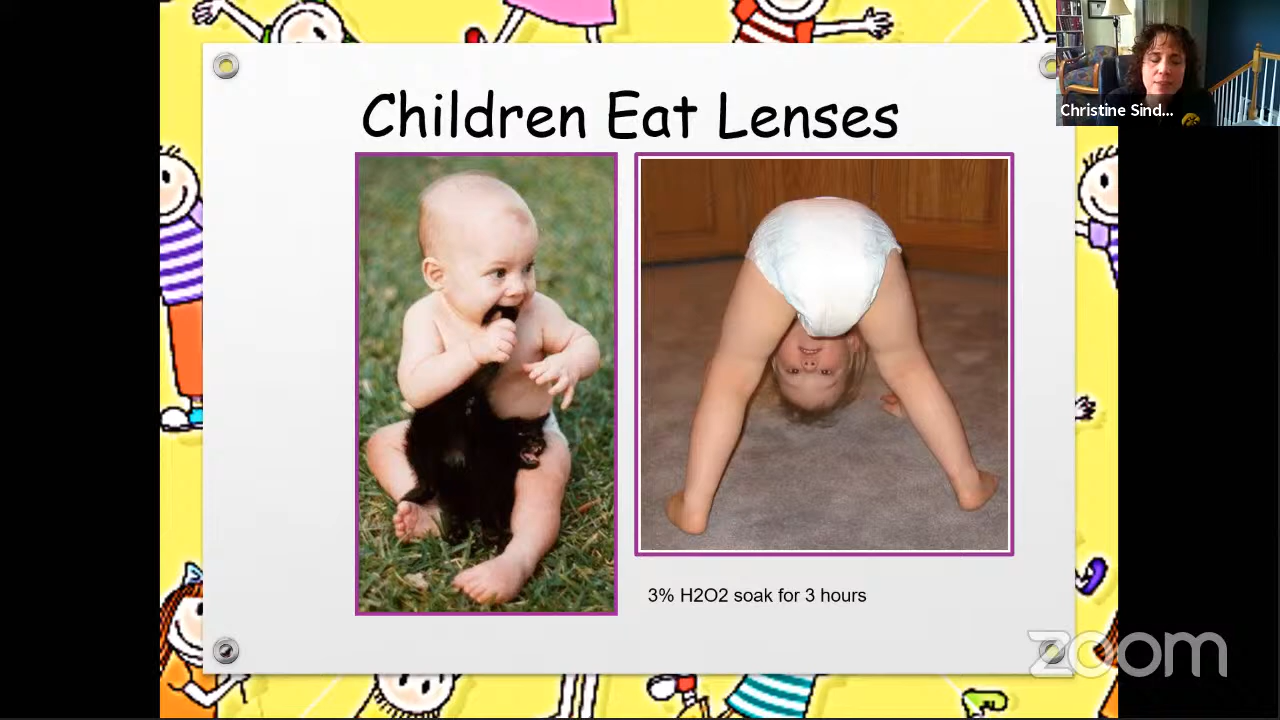 Children Eat Lenses
Christine Sind...
3% H2O2 soak for 3 hours
zoom